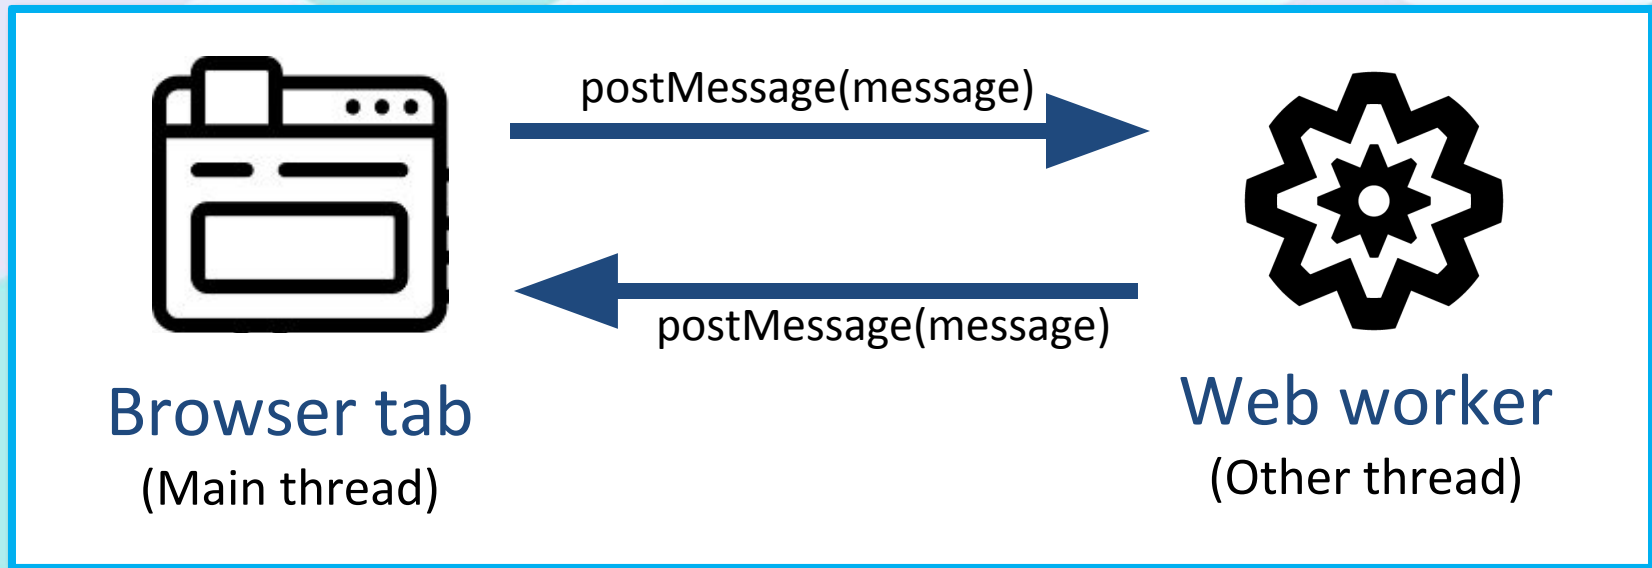 postMessage(message)
postMessage(message)
Browser tab
(Main thread)
Web worker
(Other thread)